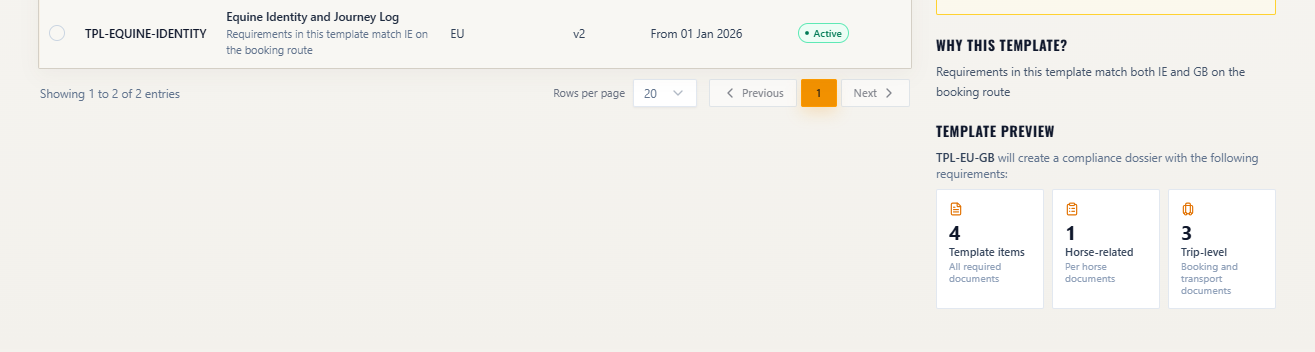 Equine Identity and Journey Log
TPL-EQUINE-IDENTITY
Requirements in this template match IE on
the booking route
EU
v2
From 01 Jan 2026
Active
Showing 1 to 2 of 2 entries
Rows per page
20
Previous
1
Next
WHY THIS TEMPLATE?
Requirements in this template match both IE and GB on the
booking route
TEMPLATE PREVIEW
TPL-EU-GB will create a compliance dossier with the following
requirements:
4
Template items
All required
documents
1
Horse-related
Per horse
documents
3
Trip-level
Booking and
transport
documents